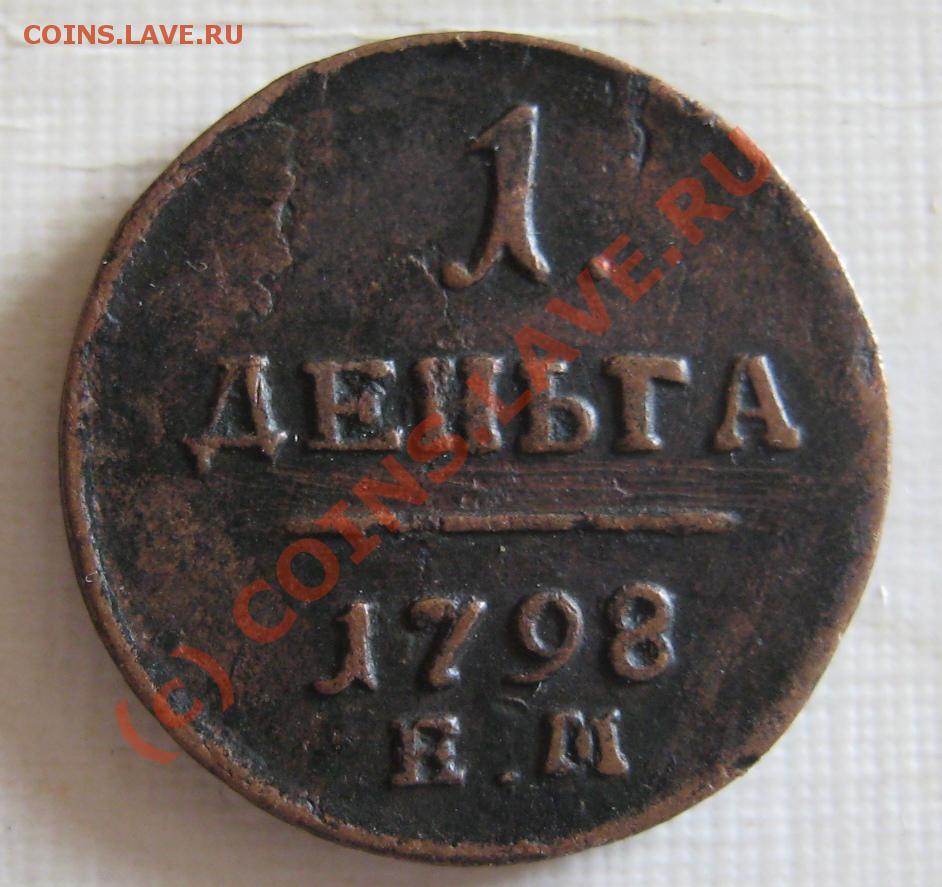 COINS.LAVE.RU
1
ДЕНЬГА
1798
Е.М
(c) COINS.LAVE.RU